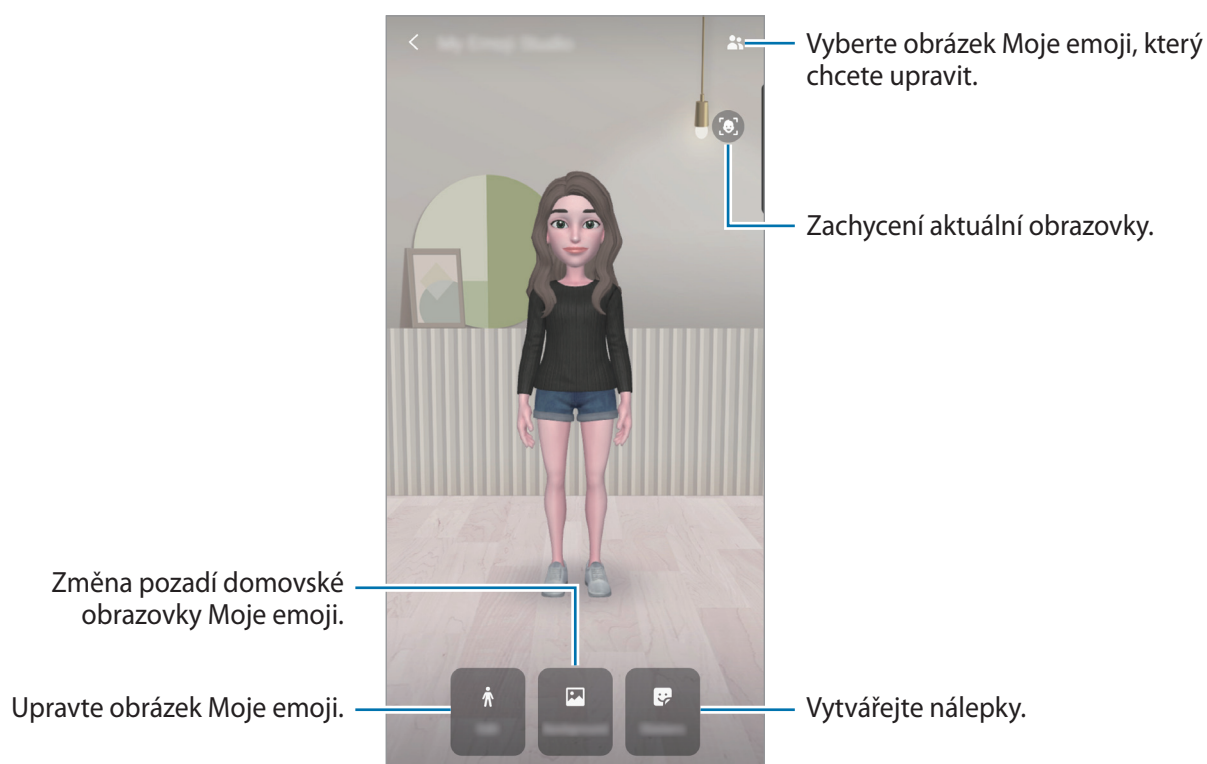 Vyberte obrázek Moje emoji, který
chcete upravit.
Zachycení aktuální obrazovky.
Změna pozadí domovské
obrazovky Moje emoji.
Upravte obrázek Moje emoji.
Vytvářejte nálepky.